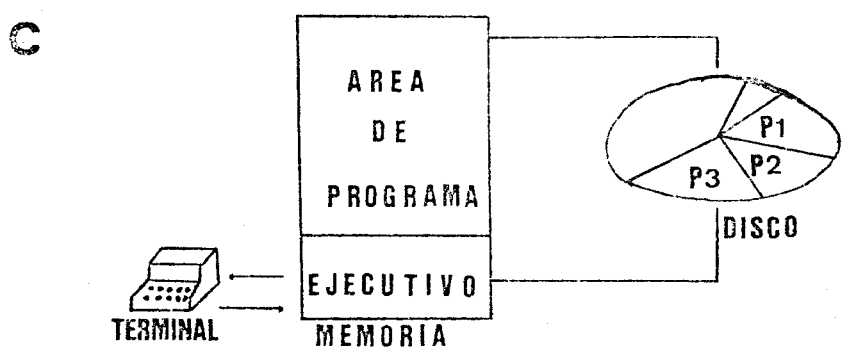 C
AREA
DE
PROGRAMA
EJECUTIVO
MEMORIA
TERMINAL
P1
P2
P3
DISCO